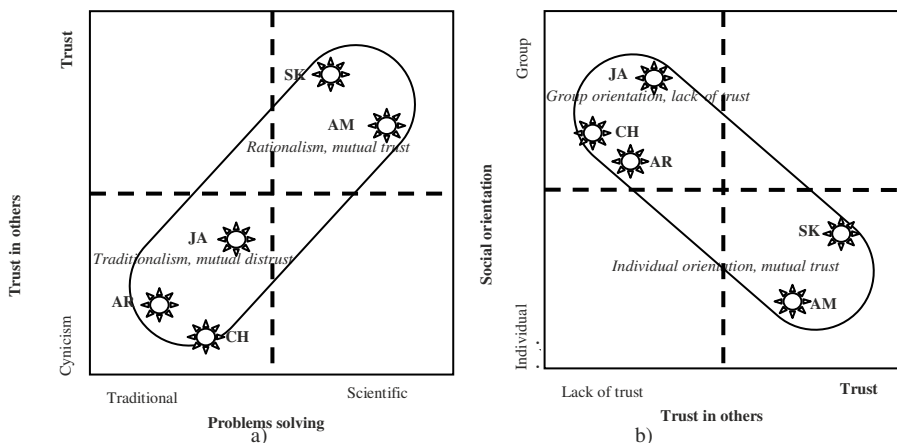 Trust
SK
AM
Rationalism, mutual trust
JA
Traditionalism, mutual distrust
AR
CH
Trust in others
Cynicism
Traditional
Scientific
Problems solving
a)
Group
JA
Group orientation, lack of trust
CH
AR
SK
Individual orientation, mutual trust
AM
Social orientation
Individual
Lack of trust
Trust
Trust in others
b)